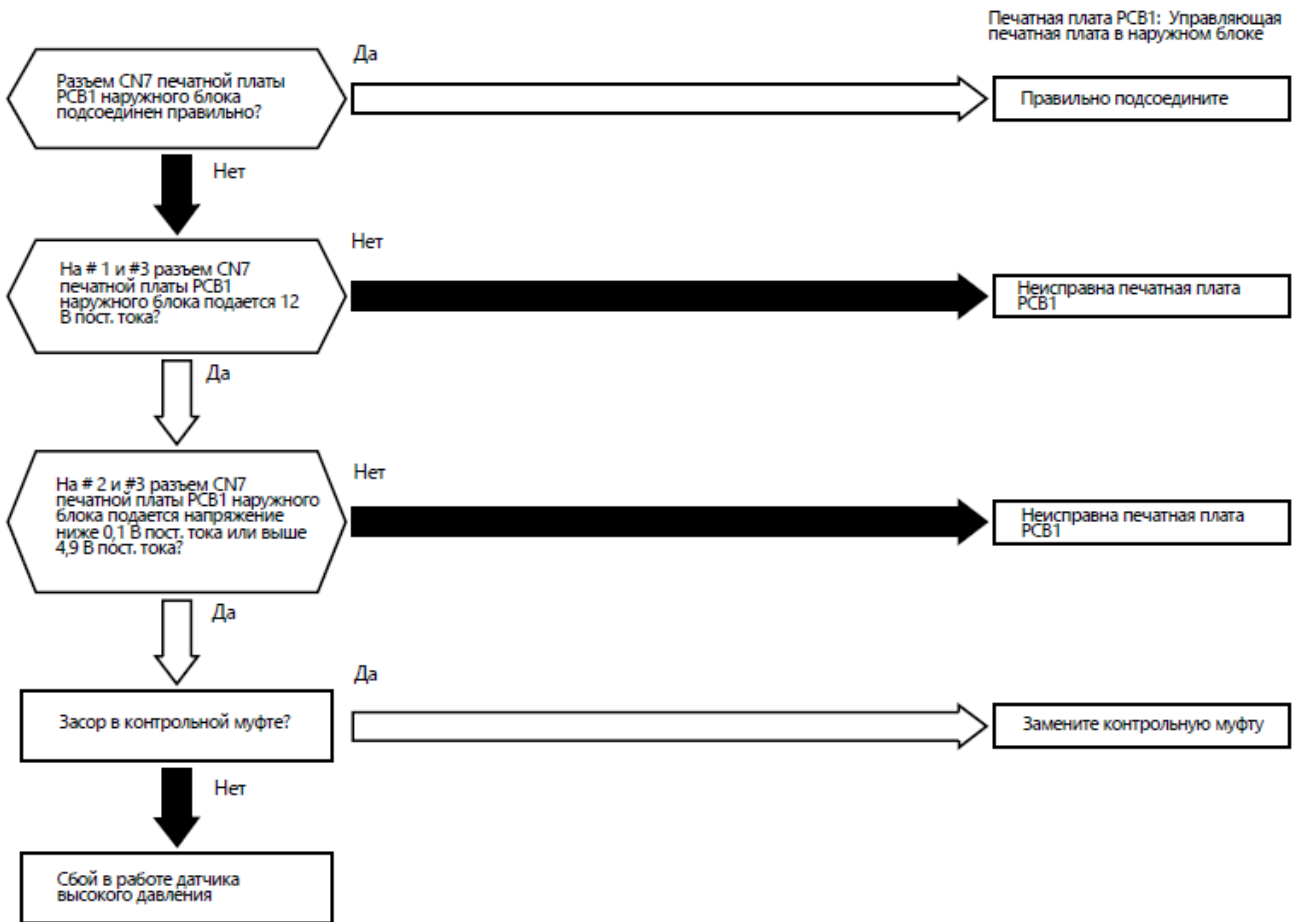 Печатная плата PCB1: Управляющая
печатная плата в наружном блоке
Да
Разъем CN7 печатной платы
PCB1 наружного блока
подсоединен правильно?
Правильно подсоедините
Нет
Нет
На # 1 и #3 разъем CN7
печатной платы PCB1
наружного блока подается 12
В пост. тока?
Неисправна печатная плата
PCB1
Да
Нет
На # 2 и #3 разъем CN7
печатной платы PCB1 наружного
блока подается напряжение
ниже 0,1 В пост. тока или выше
4,9 В пост. тока?
Неисправна печатная плата
PCB1
Да
Да
Засор в контрольной муфте?
Замените контрольную муфту
Нет
Сбой в работе датчика
высокого давления